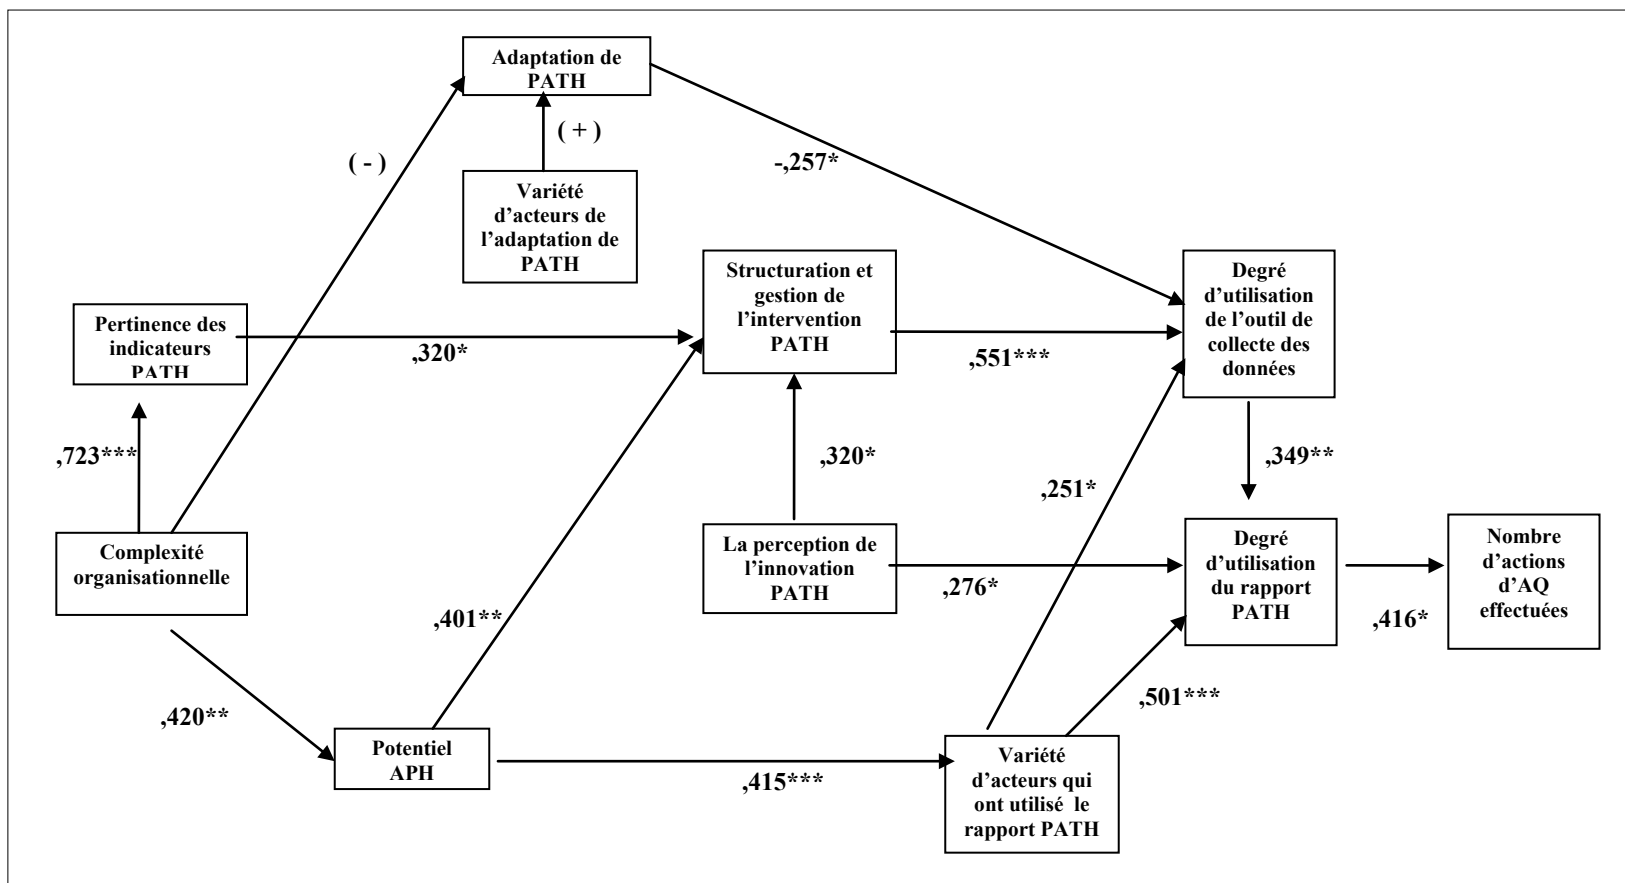 Adaptation de
PATH
( + )
( - )
-,257*
Variété
d’acteurs de
l’adaptation de
PATH
Structuration et
gestion de
l’intervention
PATH
Degré
d’utilisation
de l’outil de
collecte des
données
Pertinence des
indicateurs
PATH
,320*
,551***
,723***
,320*
,251*
,349**
Complexité
organisationnelle
La perception de
l’innovation
PATH
,276*
Degré
d’utilisation
du rapport
PATH
Nombre
d’actions
d’AQ
effectuées
,401**
,416*
,420**
,501***
Potentiel
APH
,415***
Variété
d’acteurs qui
ont utilisé le
rapport PATH